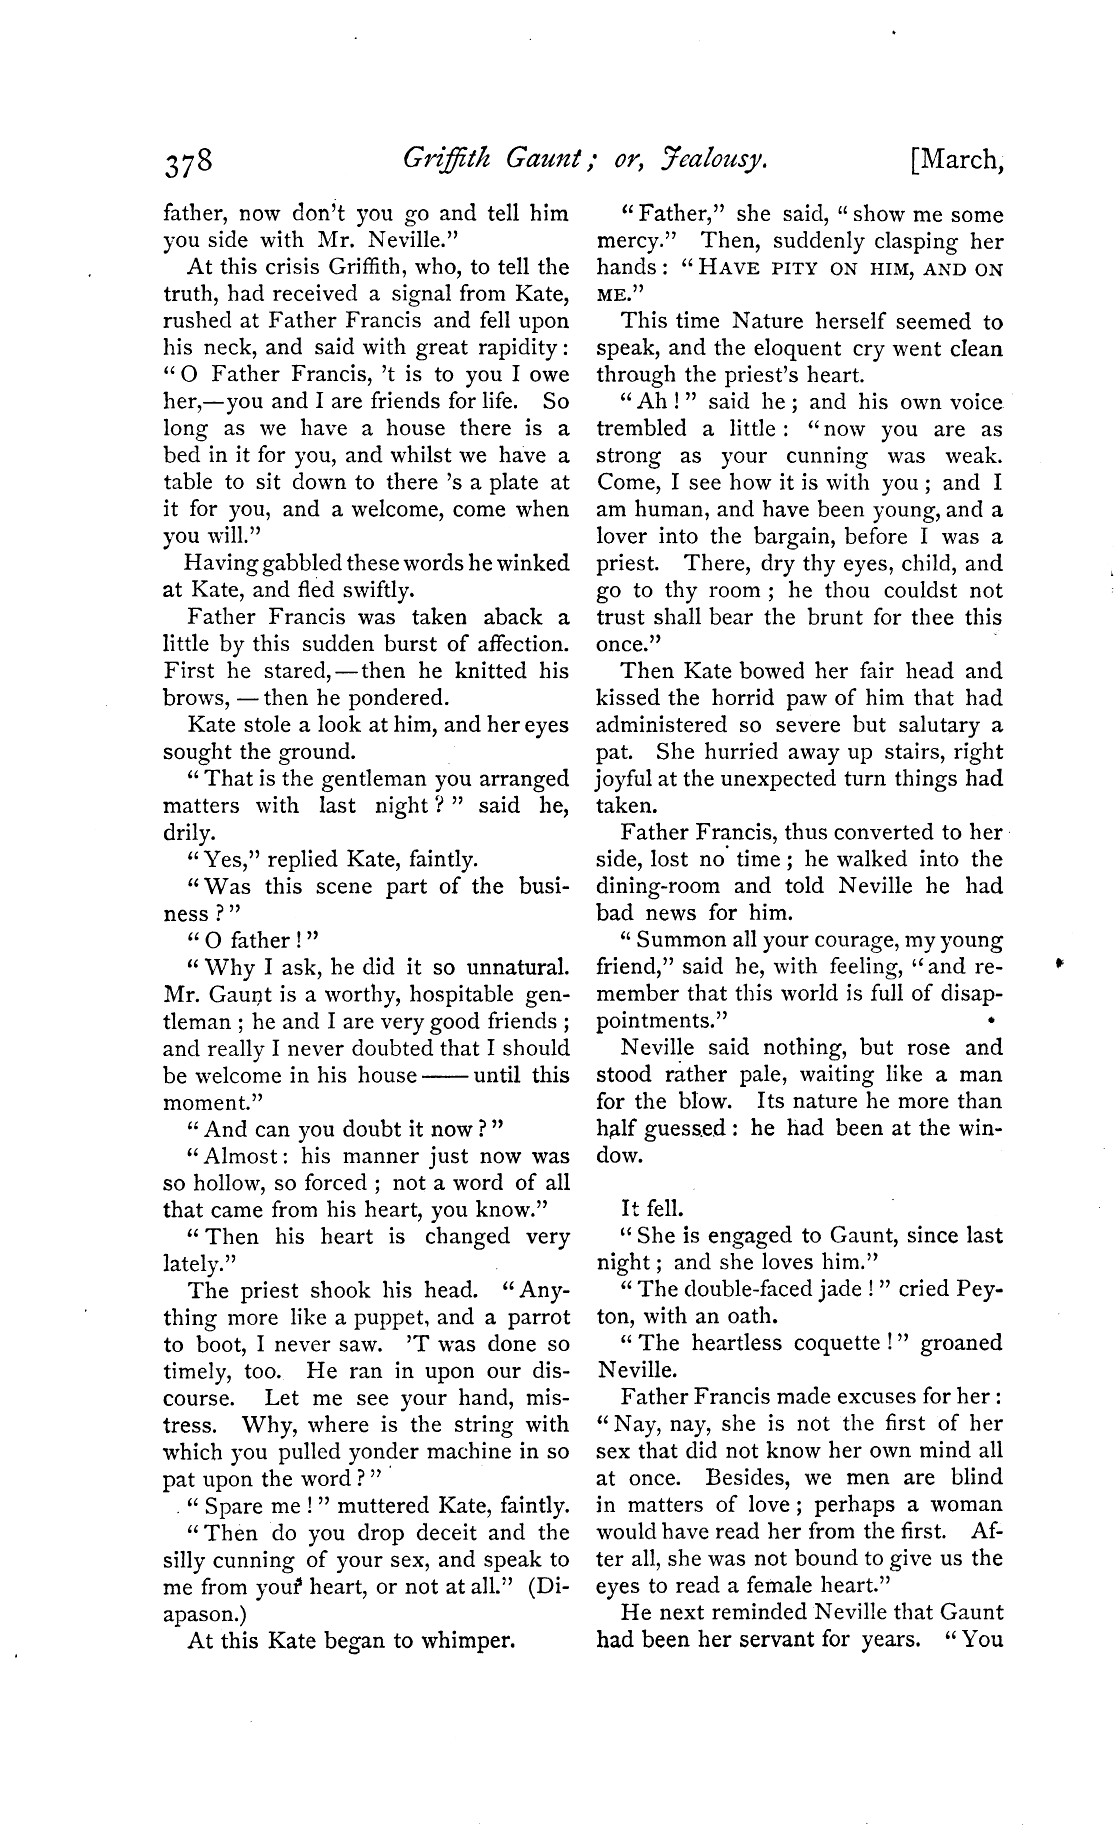 378 Griffith Gaunt; or, Jealousy. [March,
father, now don't you go and tell him
you side with Mr. Neville."
At this crisis Griffith, who, to tell the
truth, had received a signal from Kate,
rushed at Father Francis and fell upon
his neck, and said with great rapidity:
"O Father Francis, 't is to you I owe
her,—you and I are friends for life. So
long as we have a house there is a
bed in it for you, and whilst we have a
table to sit down to there 's a plate at
it for you, and a welcome, come when
you will."
Having gabbled these words he winked
at Kate, and fled swiftly.
Father Francis was taken aback a
little by this sudden burst of affection.
First he stared,—then he knitted his
brows, — then he pondered.
Kate stole a look at him, and her eyes
sought the ground.
"That is the gentleman you arranged
matters with last night?" said he,
drily.
"Yes," replied Kate, faintly.
"Was this scene part of the busi-
ness?"
"O father!"
"Why I ask, he did it so unnatural.
Mr. Gaunt is a worthy, hospitable gen-
tleman; he and I are very good friends;
and really I never doubted that I should
be welcome in his house —— until this
moment."
"And can you doubt it now?"
"Almost: his manner just now was
so hollow, so forced; not a word of all
that came from his heart, you know."
"Then his heart is changed very
lately."
The priest shook his head. "Any-
thing more like a puppet, and a parrot
to boot, I never saw. 'T was done so
timely, too. He ran in upon our dis-
course. Let me see your hand, mis-
tress. Why, where is the string with
which you pulled yonder machine in so
pat upon the word?"
"Spare me!" muttered Kate, faintly.
"Then do you drop deceit and the
silly cunning of your sex, and speak to
me from your heart, or not at all." (Di-
apason.)
At this Kate began to whimper.
"Father," she said, "show me some
mercy." Then, suddenly clasping her
hands: "HAVE PITY ON HIM, AND ON
ME."
This time Nature herself seemed to
speak, and the eloquent cry went clean
through the priest's heart.
"Ah!" said he; and his own voice
trembled a little: "now you are as
strong as your cunning was weak.
Come, I see how it is with you; and I
am human, and have been young, and a
lover into the bargain, before I was a
priest. There, dry thy eyes, child, and
go to thy room; he thou couldst not
trust shall bear the brunt for thee this
once."
Then Kate bowed her fair head and
kissed the horrid paw of him that had
administered so severe but salutary a
pat. She hurried away up stairs, right
joyful at the unexpected turn things had
taken.
Father Francis, thus converted to her
side, lost no time; he walked into the
dining-room and told Neville he had
bad news for him.
"Summon all your courage, my young
friend," said he, with feeling, "and re-
member that this world is full of disap-
pointments."
Neville said nothing, but rose and
stood rather pale, waiting like a man
for the blow. Its nature he more than
half guessed: he had been at the win-
dow.
It fell.
"She is engaged to Gaunt, since last
night; and she loves him."
"The double-faced jade!" cried Pey-
ton, with an oath.
"The heartless coquette!" groaned
Neville.
Father Francis made excuses for her:
"Nay, nay, she is not the first of her
sex that did not know her own mind all
at once. Besides, we men are blind
in matters of love; perhaps a woman
would have read her from the first. Af-
ter all, she was not bound to give us the
eyes to read a female heart."
He next reminded Neville that Gaunt
had been her servant for years. "You